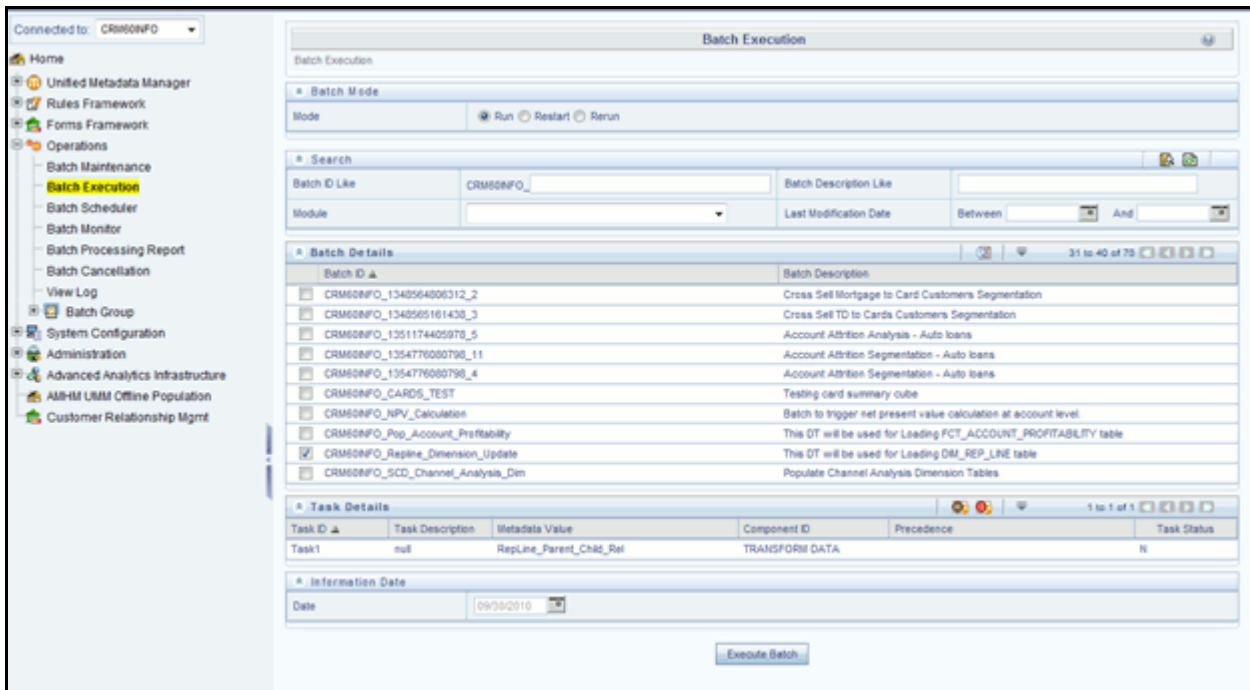 Connected to: CRM60INFO
Home
Unified Metadata Manager
Rules Framework
Forms Framework
Operations
Batch Maintenance
Batch Execution
Batch Scheduler
Batch Monitor
Batch Processing Report
Batch Cancellation
View Log
Batch Group
System Configuration
Administration
Advanced Analytics Infrastructure
AMHM UMM Offline Population
Customer Relationship Mgmt
Batch Execution
Batch Execution
Batch Mode
Mode Run Restart Rerun
Search
Batch ID Like CRM60INFO_ Batch Description Like
Module Last Modification Date Between And
Batch Details 31 to 40 of 78
Batch ID Batch Description
CRM60INFO_1348564806312_2 Cross Sell Mortgage to Card Customers Segmentation
CRM60INFO_1348565161438_3 Cross Sell TD to Cards Customers Segmentation
CRM60INFO_1351174405978_5 Account Attrition Analysis - Auto loans
CRM60INFO_1354776080798_11 Account Attrition Segmentation - Auto loans
CRM60INFO_1354776080798_4 Account Attrition Segmentation - Auto loans
CRM60INFO_CARDS_TEST Testing card summary cube
CRM60INFO_NPV_Calculation Batch to trigger net present value calculation at account level.
CRM60INFO_Pop_Account_Profitability This DT will be used for Loading FCT_ACCOUNT_PROFITABILITY table
CRM60INFO_Repline_Dimension_Update This DT will be used for Loading DIM_REP_LINE table
CRM60INFO_SCD_Channel_Analysis_Dim Populate Channel Analysis Dimension Tables
Task Details 1 to 1 of 1
Task ID Task Description Metadata Value Component ID Precedence Task Status
Task1 null RepLine_Parent_Child_Rel TRANSFORM DATA N
Information Date
Date 09/30/2010
Execute Batch